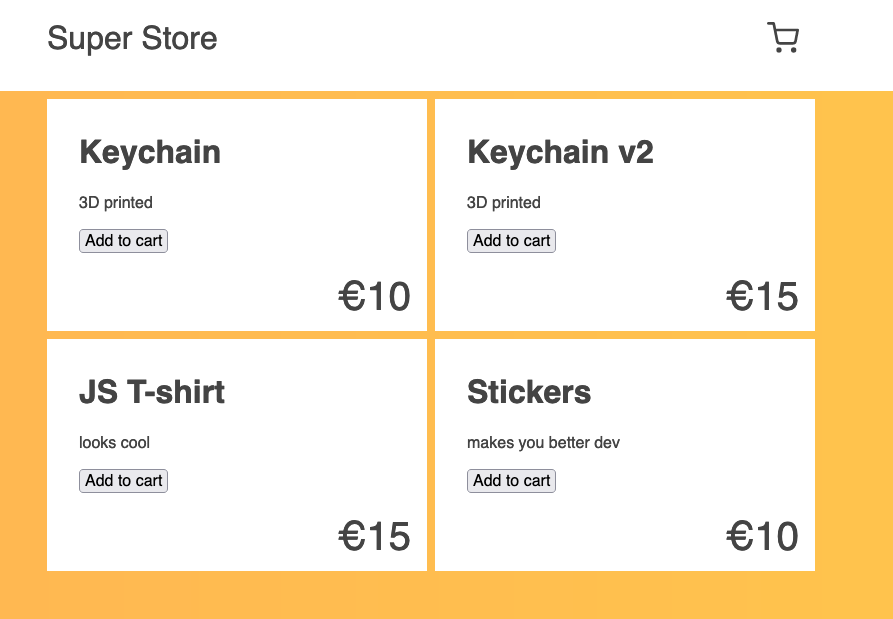 Super Store
Keychain
3D printed
Add to cart
€10
Keychain v2
3D printed
Add to cart
€15
JS T-shirt
looks cool
Add to cart
€15
Stickers
makes you better dev
Add to cart
€10